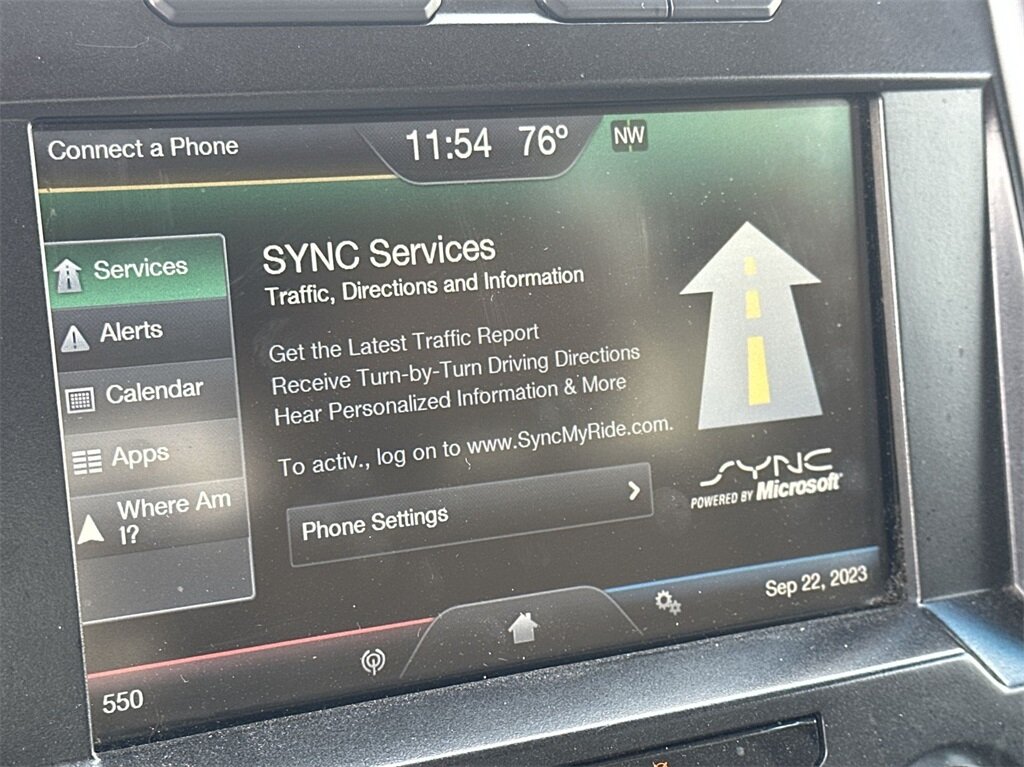 Connect a Phone
11:54 76°
NW
Services
Alerts
Calendar
Apps
Where Am
I?
SYNC Services
Traffic, Directions and Information
Get the Latest Traffic Report
Receive Turn-by-Turn Driving Directions
Hear Personalized Information & More
To activ., log on to www.SyncMyRide.com.
Phone Settings
SYNC
POWERED BY Microsoft®
Sep 22, 2023
550